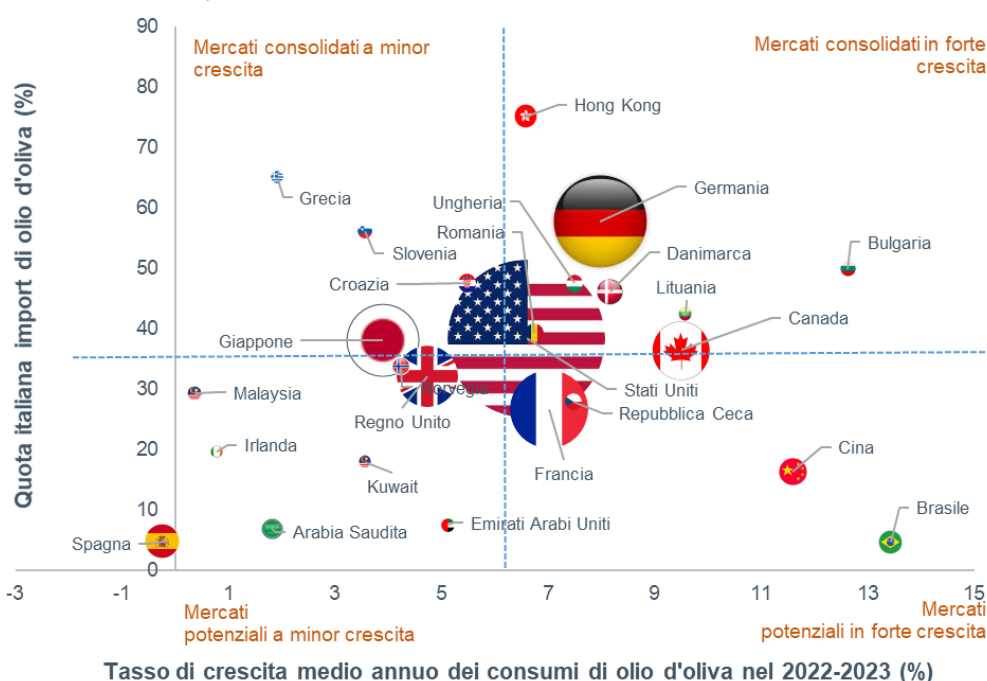 90
Mercati consolidati a minor
crescita
Mercati consolidati in forte
crescita
80
Hong Kong
70
Grecia
Germania
60
Ungheria
Romania
Slovenia
Danimarca
Bulgaria
50
Croazia
Lituania
40
Giappone
Canada
30
Malaysia
Norvegia
Stati Uniti
Regno Unito
Repubblica Ceca
20
Irlanda
Kuwait
Francia
Cina
10
Arabia Saudita
Emirati Arabi Uniti
Brasile
Spagna
0
-3 -1 1 3 5 7 9 11 13 15
Mercati
potenziali a minor crescita
Mercati
potenziali in forte crescita
Quota italiana import di olio d'oliva (%)
Tasso di crescita medio annuo dei consumi di olio d'oliva nel 2022-2023 (%)